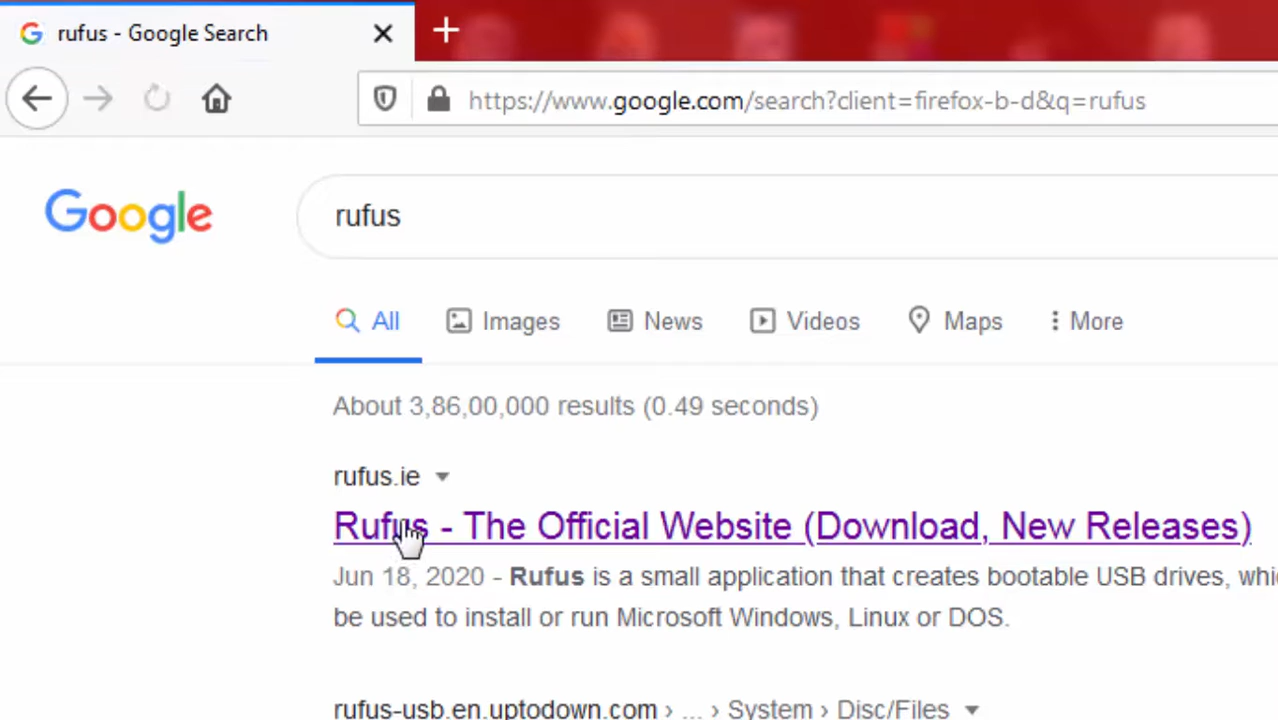 rufus - Google Search
https://www.google.com/search?client=firefox-b-d&q=rufus
Google
rufus
All Images News Videos Maps More
About 3,86,00,000 results (0.49 seconds)
rufus.ie
Rufus - The Official Website (Download, New Releases)
Jun 18, 2020 - Rufus is a small application that creates bootable USB drives,
be used to install or run Microsoft Windows, Linux or DOS.
rufus-usb.en.uptodown.com › ... › System › Disc/Files